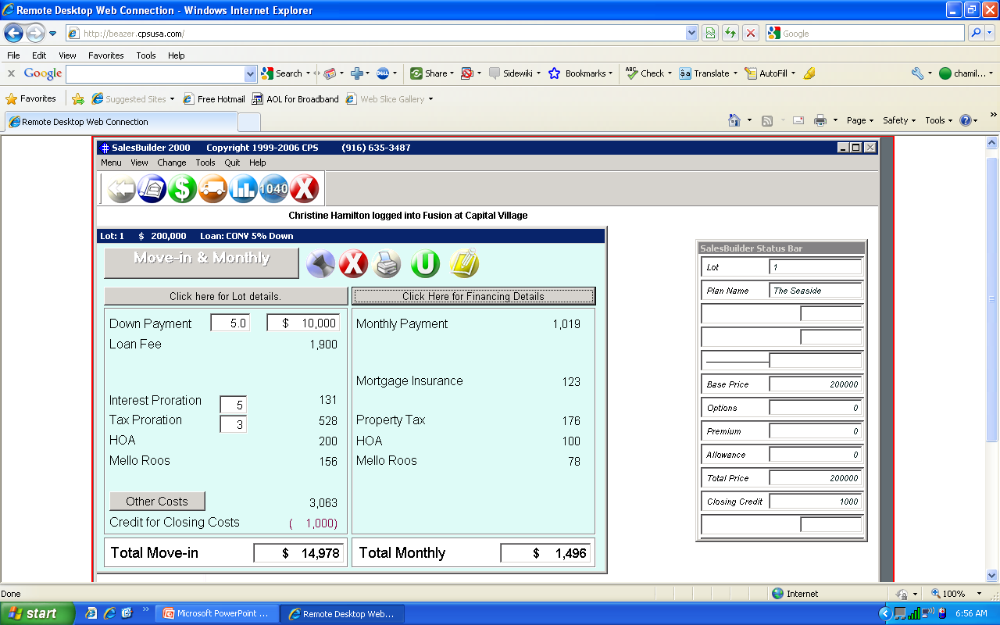 Remote Desktop Web Connection - Windows Internet Explorer
http://beazer.cpsusa.com/
Google
File Edit View Favorites Tools Help
x Google Search Share Sidewiki Bookmarks ABC Check Translate AutoFill chamil...
Favorites Suggested Sites Free Hotmail AOL for Broadband Web Slice Gallery
Remote Desktop Web Connection Page Safety Tools
SalesBuilder 2000 Copyright 1999-2006 CPS (916) 635-3487
Menu View Change Tools Quit Help
$ 1040 X
Christine Hamilton logged into Fusion at Capital Village
Lot: 1 $ 200,000 Loan: CONV 5% Down
Move-in & Monthly
X U
Click here for Lot details. Click Here for Financing Details
Down Payment 5.0 $ 10,000 Monthly Payment 1,019
Loan Fee 1,900
Mortgage Insurance 123
Interest Proration 5 131
Tax Proration 3 528 Property Tax 176
HOA 200 HOA 100
Mello Roos 156 Mello Roos 78
Other Costs 3,063
Credit for Closing Costs ( 1,000)
Total Move-in $ 14,978 Total Monthly $ 1,496
SalesBuilder Status Bar
Lot 1
Plan Name The Seaside
Base Price 200000
Options 0
Premium 0
Allowance 0
Total Price 200000
Closing Credit 1000
Done Internet 100%
start Microsoft PowerPoint ... Remote Desktop Web... 6:56 AM